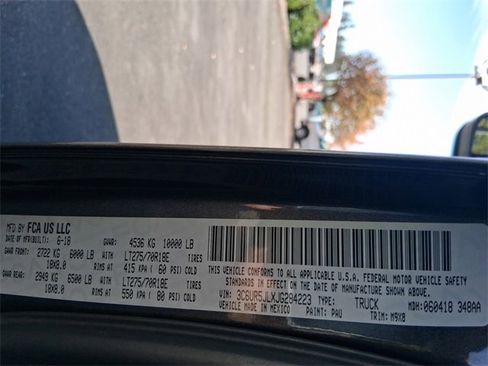 MFD BY FCA US LLC
DATE OF MFR(BUILT): 6-18 GVWR: 4536 KG 10000 LB
GAWR FRONT: 2722 KG 6000 LB WITH LT275/70R18E TIRES
18X8.0 RIMS AT 415 KPA ( 60 PSI) COLD
GAWR REAR: 2949 KG 6500 LB WITH LT275/70R18E TIRES
18X8.0 RIMS AT 550 KPA ( 80 PSI) COLD
THIS VEHICLE CONFORMS TO ALL APPLICABLE U.S.A. FEDERAL MOTOR VEHICLE
SAFETY STANDARDS IN EFFECT ON THE DATE OF MANUFACTURE SHOWN ABOVE.
VIN: 3C6UR5JLXJG294223 TRUCK
VEHICLE MADE IN MEXICO PAINT: PAU MDH: 060418 348AA
TRIM: M9X8